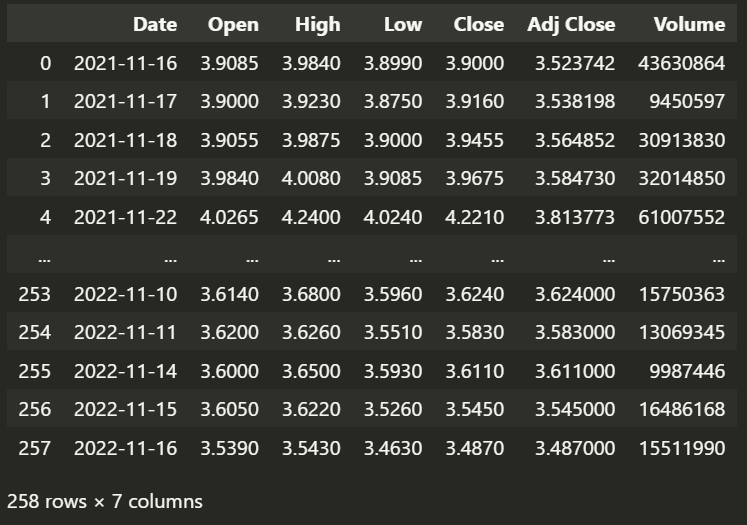 Date Open High Low Close Adj Close Volume
0 2021-11-16 3.9085 3.9840 3.8990 3.9000 3.523742 43630864
1 2021-11-17 3.9000 3.9230 3.8750 3.9160 3.538198 9450597
2 2021-11-18 3.9055 3.9875 3.9000 3.9455 3.564852 30913830
3 2021-11-19 3.9840 4.0080 3.9085 3.9675 3.584730 32014850
4 2021-11-22 4.0265 4.2400 4.0240 4.2210 3.813773 61007552
... ... ... ... ... ... ... ...
253 2022-11-10 3.6140 3.6800 3.5960 3.6240 3.624000 15750363
254 2022-11-11 3.6200 3.6260 3.5510 3.5830 3.583000 13069345
255 2022-11-14 3.6000 3.6500 3.5930 3.6110 3.611000 9987446
256 2022-11-15 3.6050 3.6220 3.5260 3.5450 3.545000 16486168
257 2022-11-16 3.5390 3.5430 3.4630 3.4870 3.487000 15511990
258 rows × 7 columns